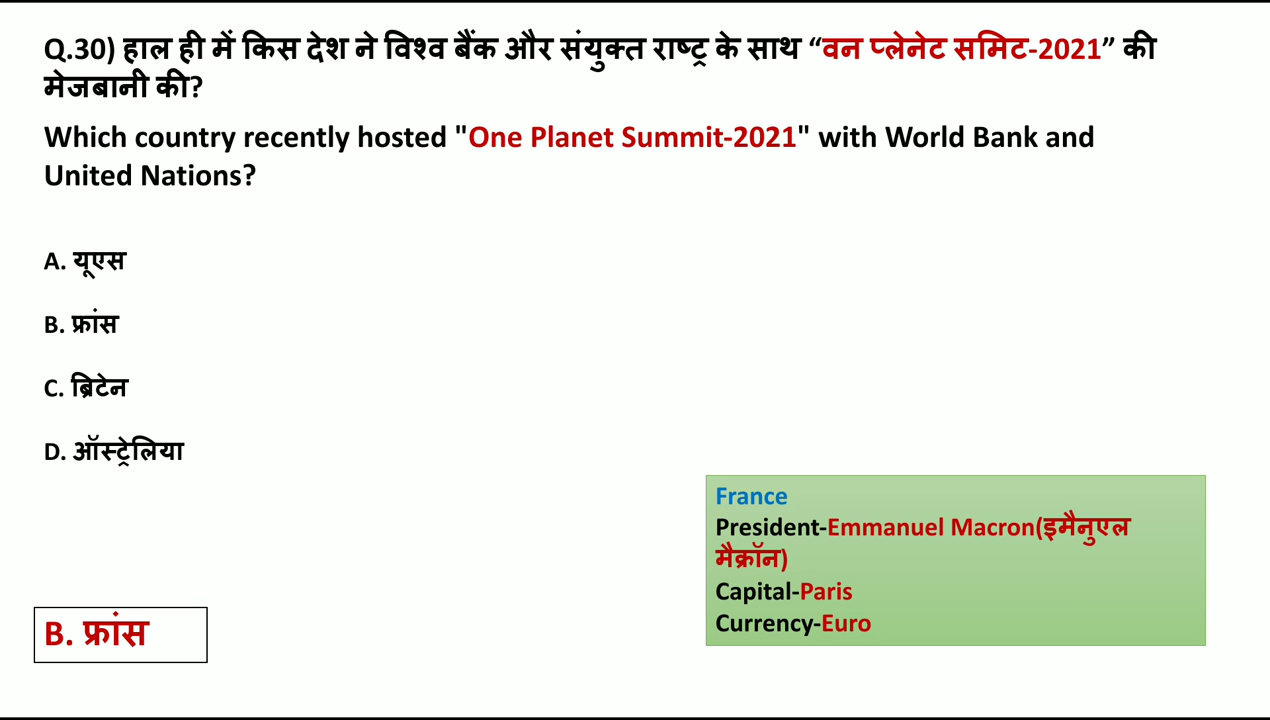 Q.30) हाल ही में किस देश ने विश्व बैंक और संयुक्त राष्ट्र के साथ “वन प्लेनेट समिट-2021” की
मेजबानी की?
Which country recently hosted "One Planet Summit-2021" with World Bank and
United Nations?
A. यूएस
B. फ्रांस
C. ब्रिटेन
D. ऑस्ट्रेलिया
France
President-Emmanuel Macron(इमैनुएल
मैक्रॉन)
Capital-Paris
Currency-Euro
B. फ्रांस